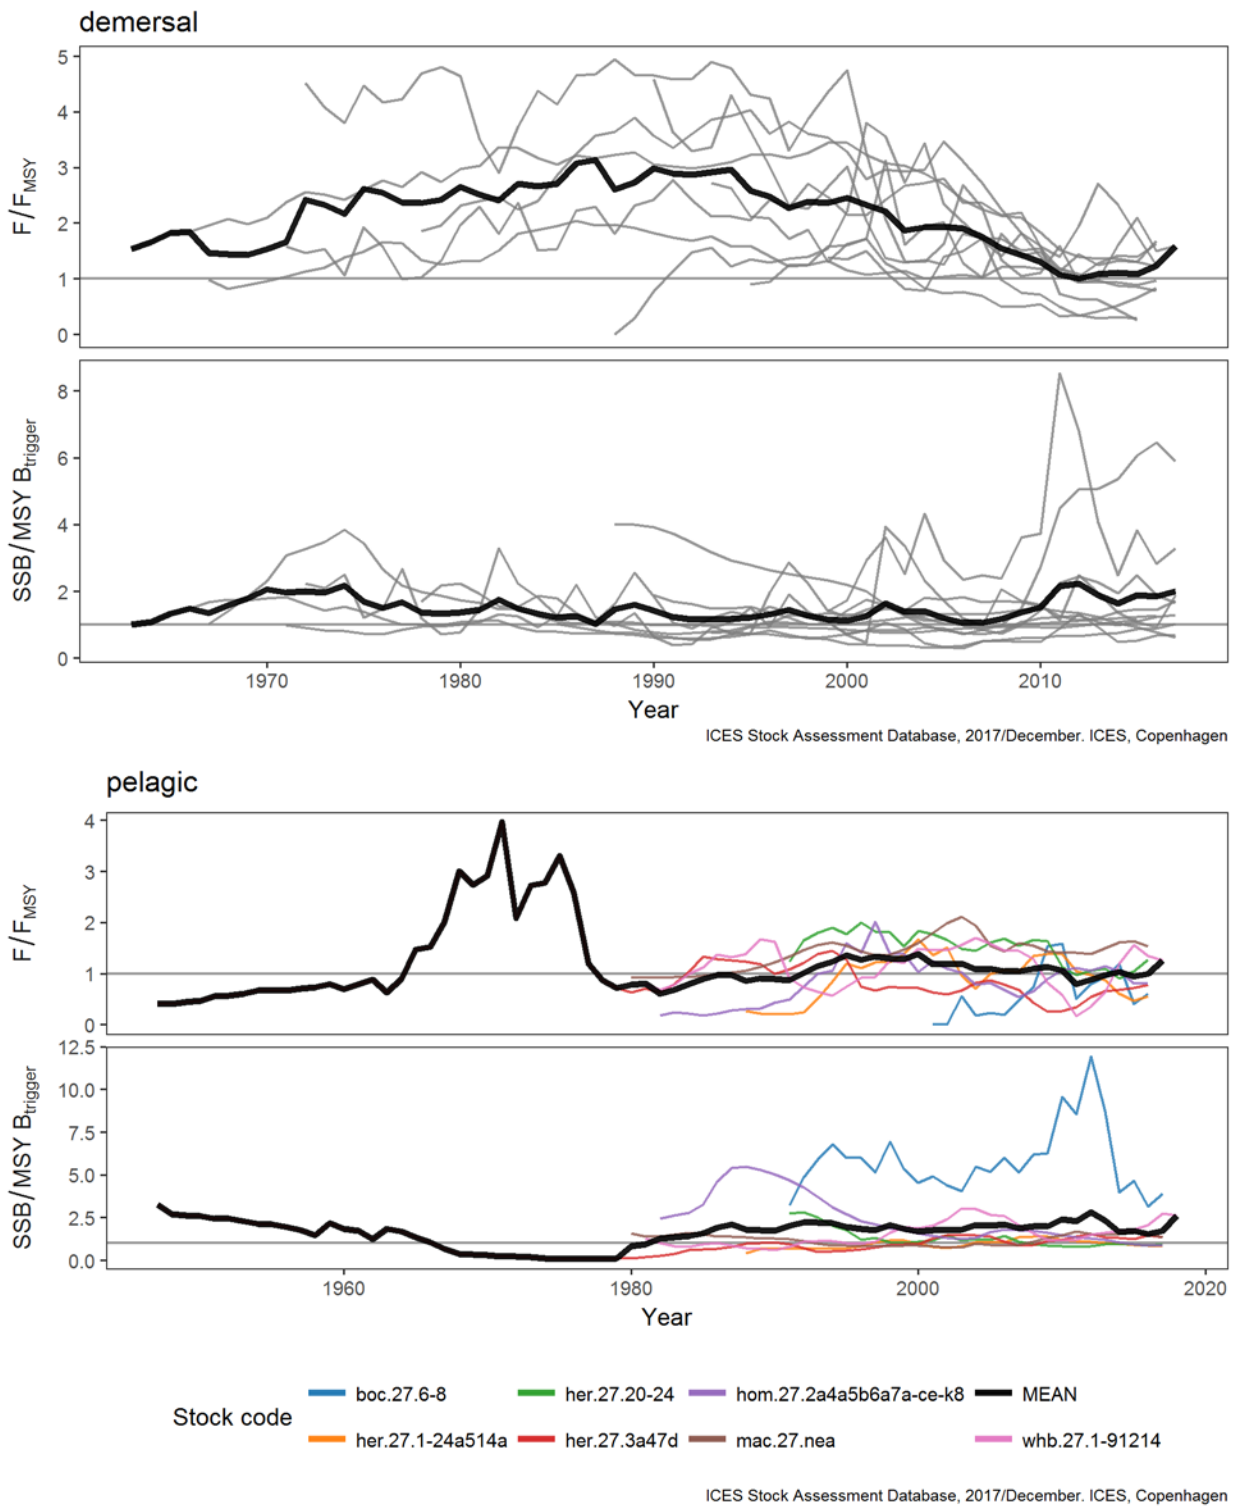 demersal
5
4
3
2
1
0
F/F_MSY
8
6
4
2
0
SSB/MSY B_trigger
1970 1980 1990 2000 2010
Year
ICES Stock Assessment Database, 2017/December. ICES, Copenhagen
pelagic
4
3
2
1
0
F/F_MSY
12.5
10.0
7.5
5.0
2.5
0.0
SSB/MSY B_trigger
1960 1980 2000 2020
Year
Stock code
boc.27.6-8 her.27.20-24 hom.27.2a4a5b6a7a-ce-k8 MEAN
her.27.1-24a514a her.27.3a47d mac.27.nea whb.27.1-91214
ICES Stock Assessment Database, 2017/December. ICES, Copenhagen